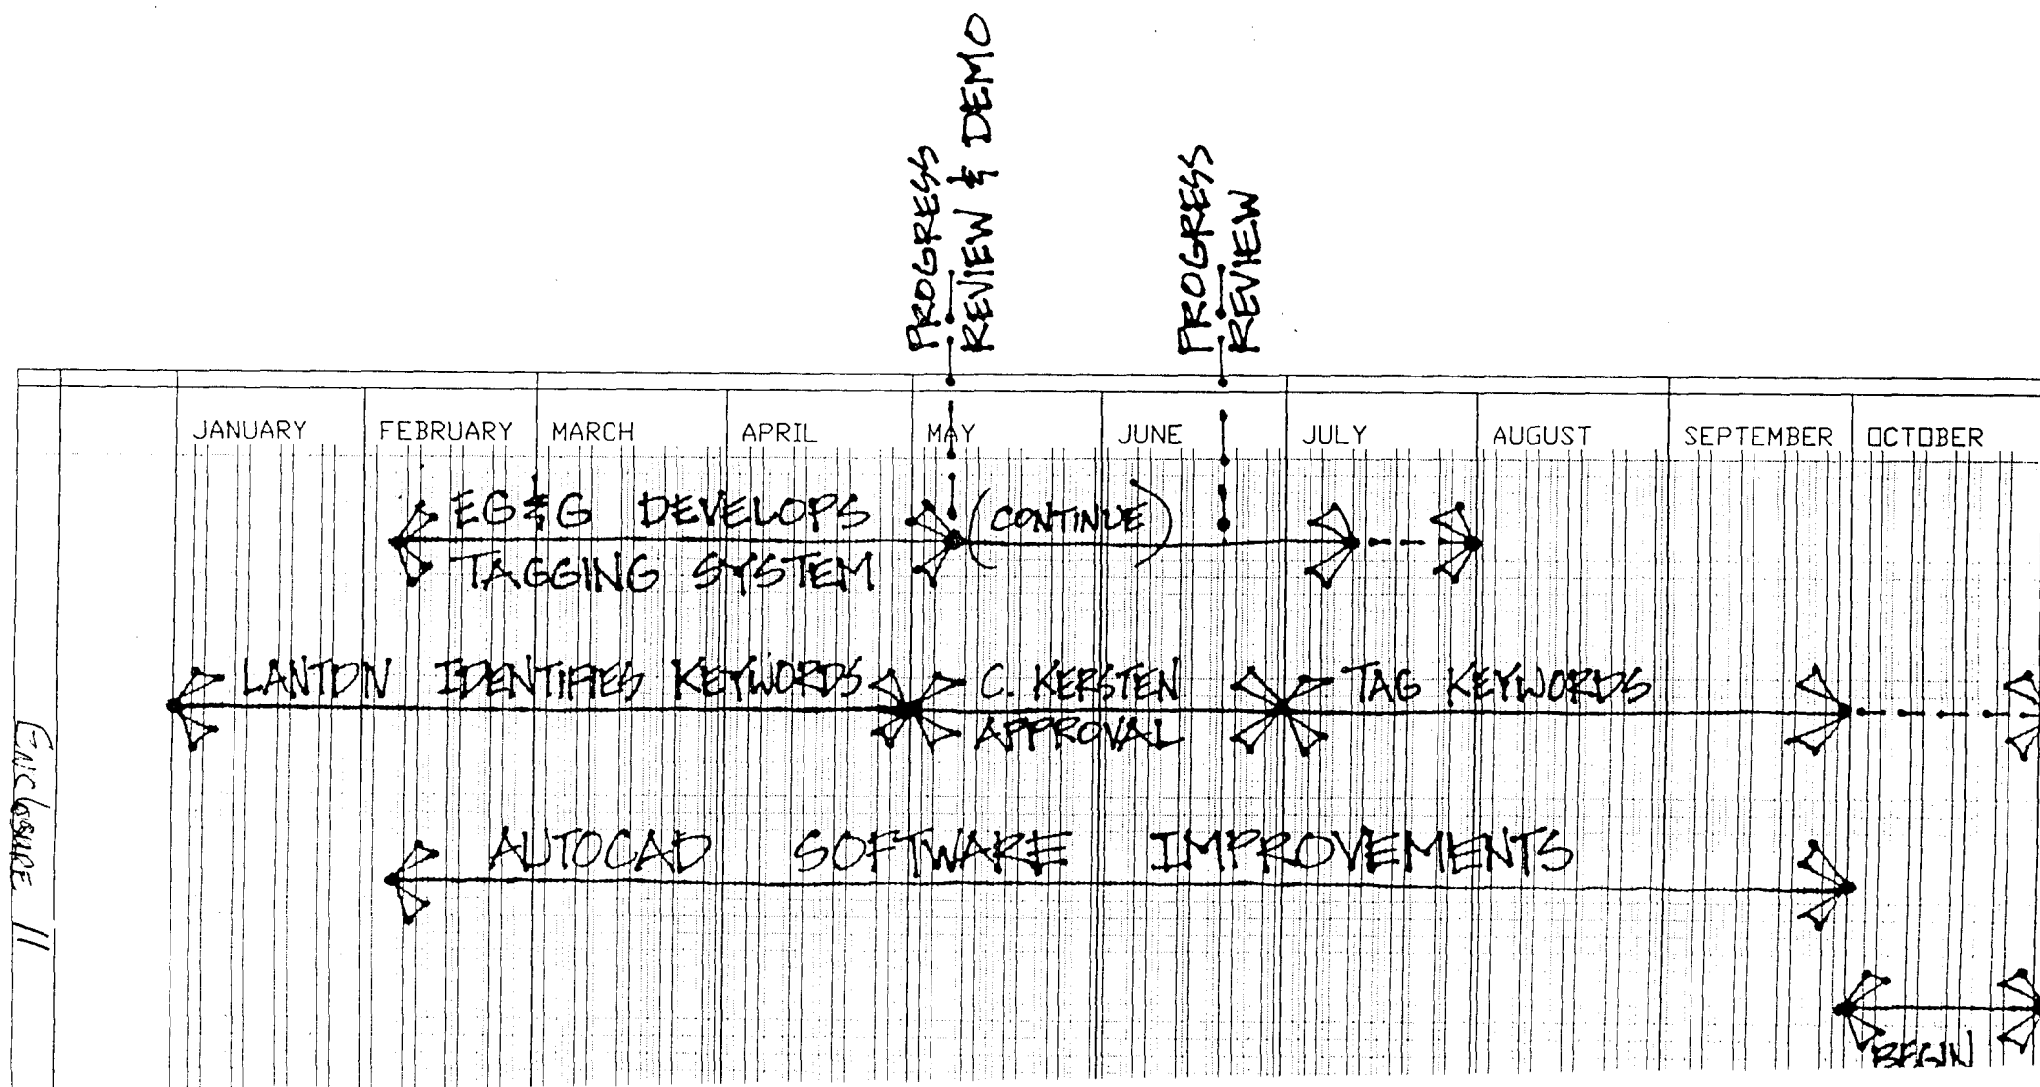 PROGRESS
REVIEW & DEMO
PROGRESS
REVIEW
JANUARY FEBRUARY MARCH APRIL MAY JUNE JULY AUGUST SEPTEMBER OCTOBER
EG&G DEVELOPS (CONTINUE)
TAGGING SYSTEM
LANTON IDENTIFIES KEYWORDS C. KERSTEN TAG KEYWORDS
APPROVAL
AUTOCAD SOFTWARE IMPROVEMENTS
BEGIN
ENCLOSURE 11